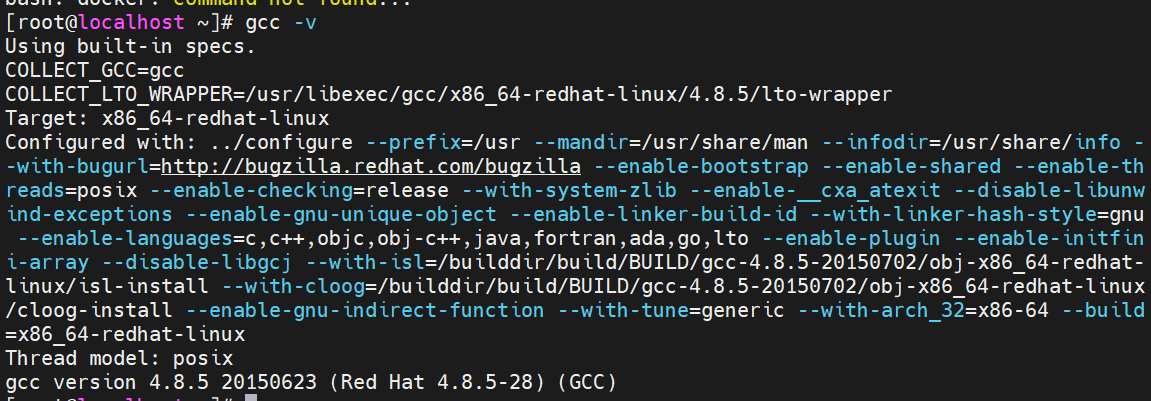 bash: docker: command not found...
[root@localhost ~]# gcc -v
Using built-in specs.
COLLECT_GCC=gcc
COLLECT_LTO_WRAPPER=/usr/libexec/gcc/x86_64-redhat-linux/4.8.5/lto-wrapper
Target: x86_64-redhat-linux
Configured with: ../configure --prefix=/usr --mandir=/usr/share/man --infodir=/usr/share/info -
-with-bugurl=http://bugzilla.redhat.com/bugzilla --enable-bootstrap --enable-shared --enable-th
reads=posix --enable-checking=release --with-system-zlib --enable-__cxa_atexit --disable-libunw
ind-exceptions --enable-gnu-unique-object --enable-linker-build-id --with-linker-hash-style=gnu
--enable-languages=c,c++,objc,obj-c++,java,fortran,ada,go,lto --enable-plugin --enable-initfin
i-array --disable-libgcj --with-isl=/builddir/build/BUILD/gcc-4.8.5-20150702/obj-x86_64-redhat-
linux/isl-install --with-cloog=/builddir/build/BUILD/gcc-4.8.5-20150702/obj-x86_64-redhat-linux
/cloog-install --enable-gnu-indirect-function --with-tune=generic --with-arch_32=x86-64 --build
=x86_64-redhat-linux
Thread model: posix
gcc version 4.8.5 20150623 (Red Hat 4.8.5-28) (GCC)
[root@localhost ~]#